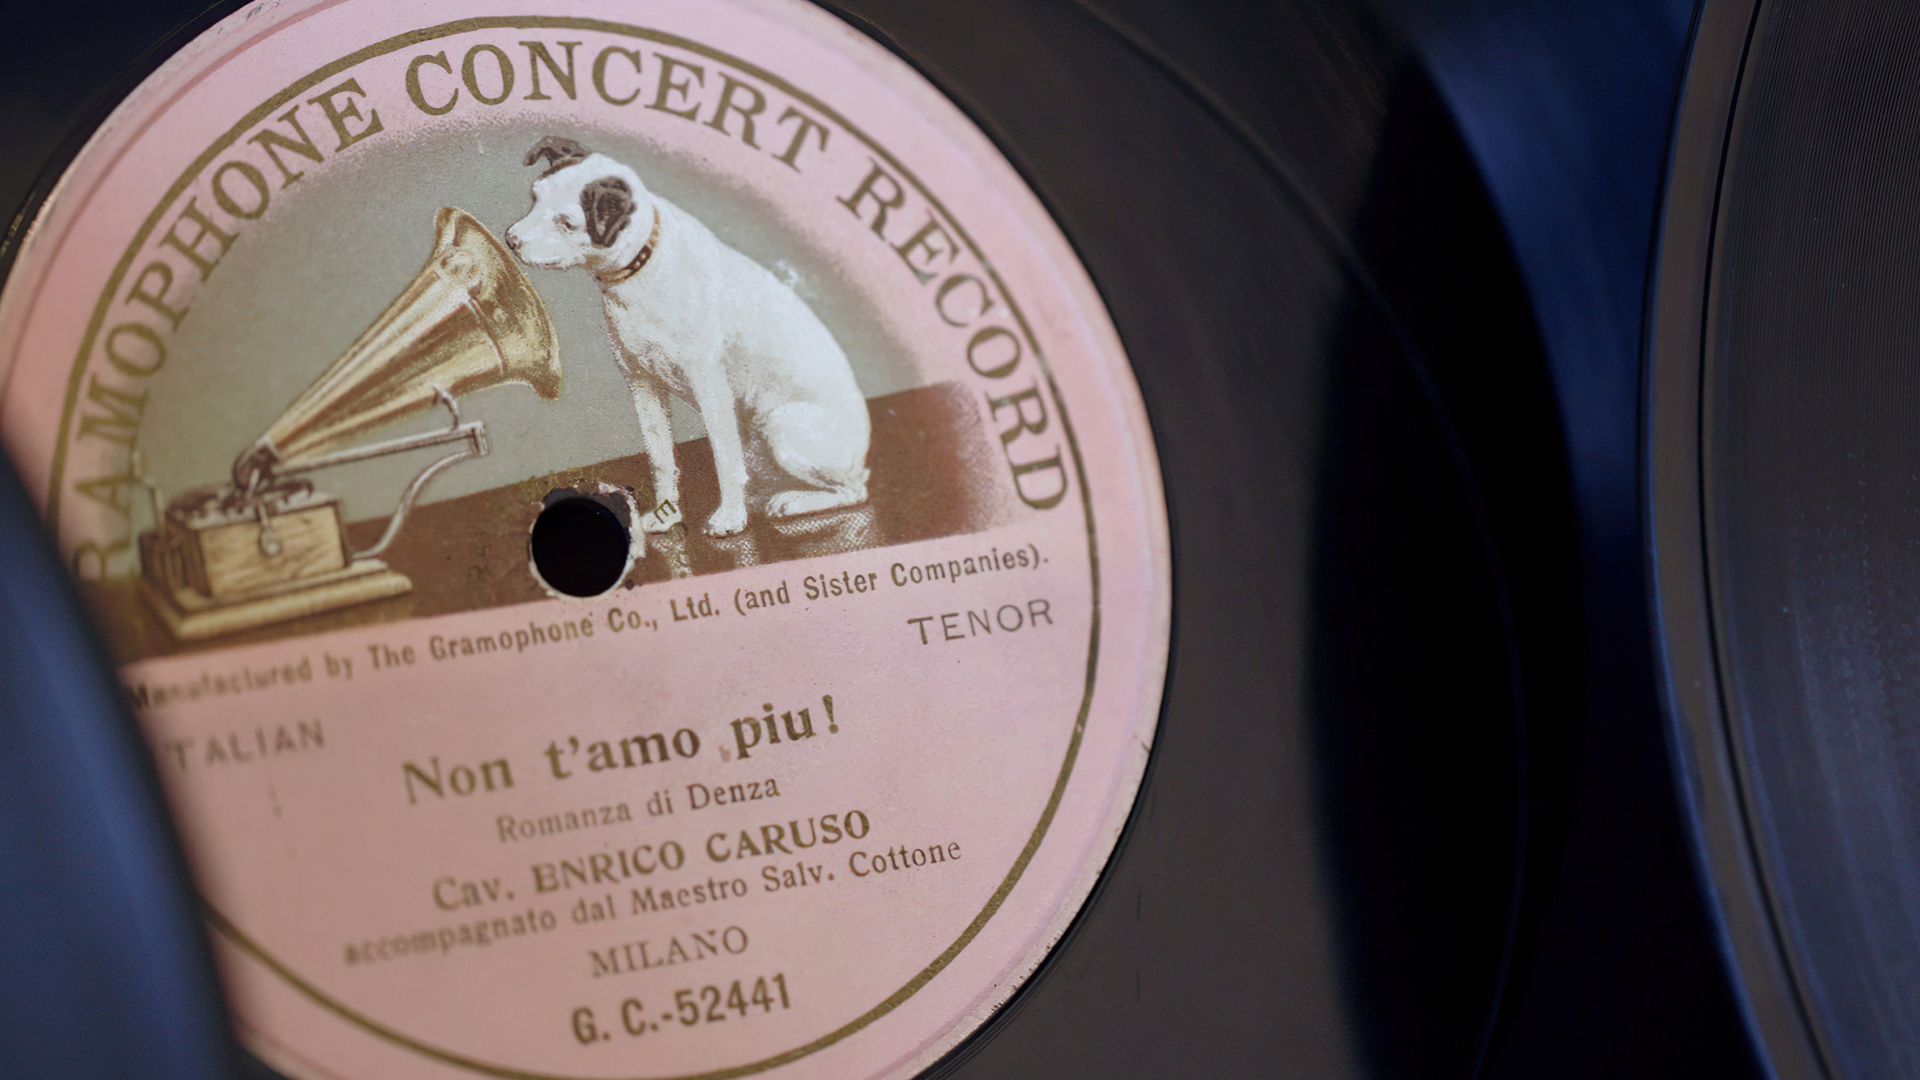 RAMOPHONE CONCERT RECORD
E
Manufactured by The Gramophone Co., Ltd. (and Sister Companies).
TENOR
TALIAN
Non t'amo piu!
Romanza di Denza
Cav. ENRICO CARUSO
accompagnato dal Maestro Salv. Cottone
MILANO
G. C.-52441